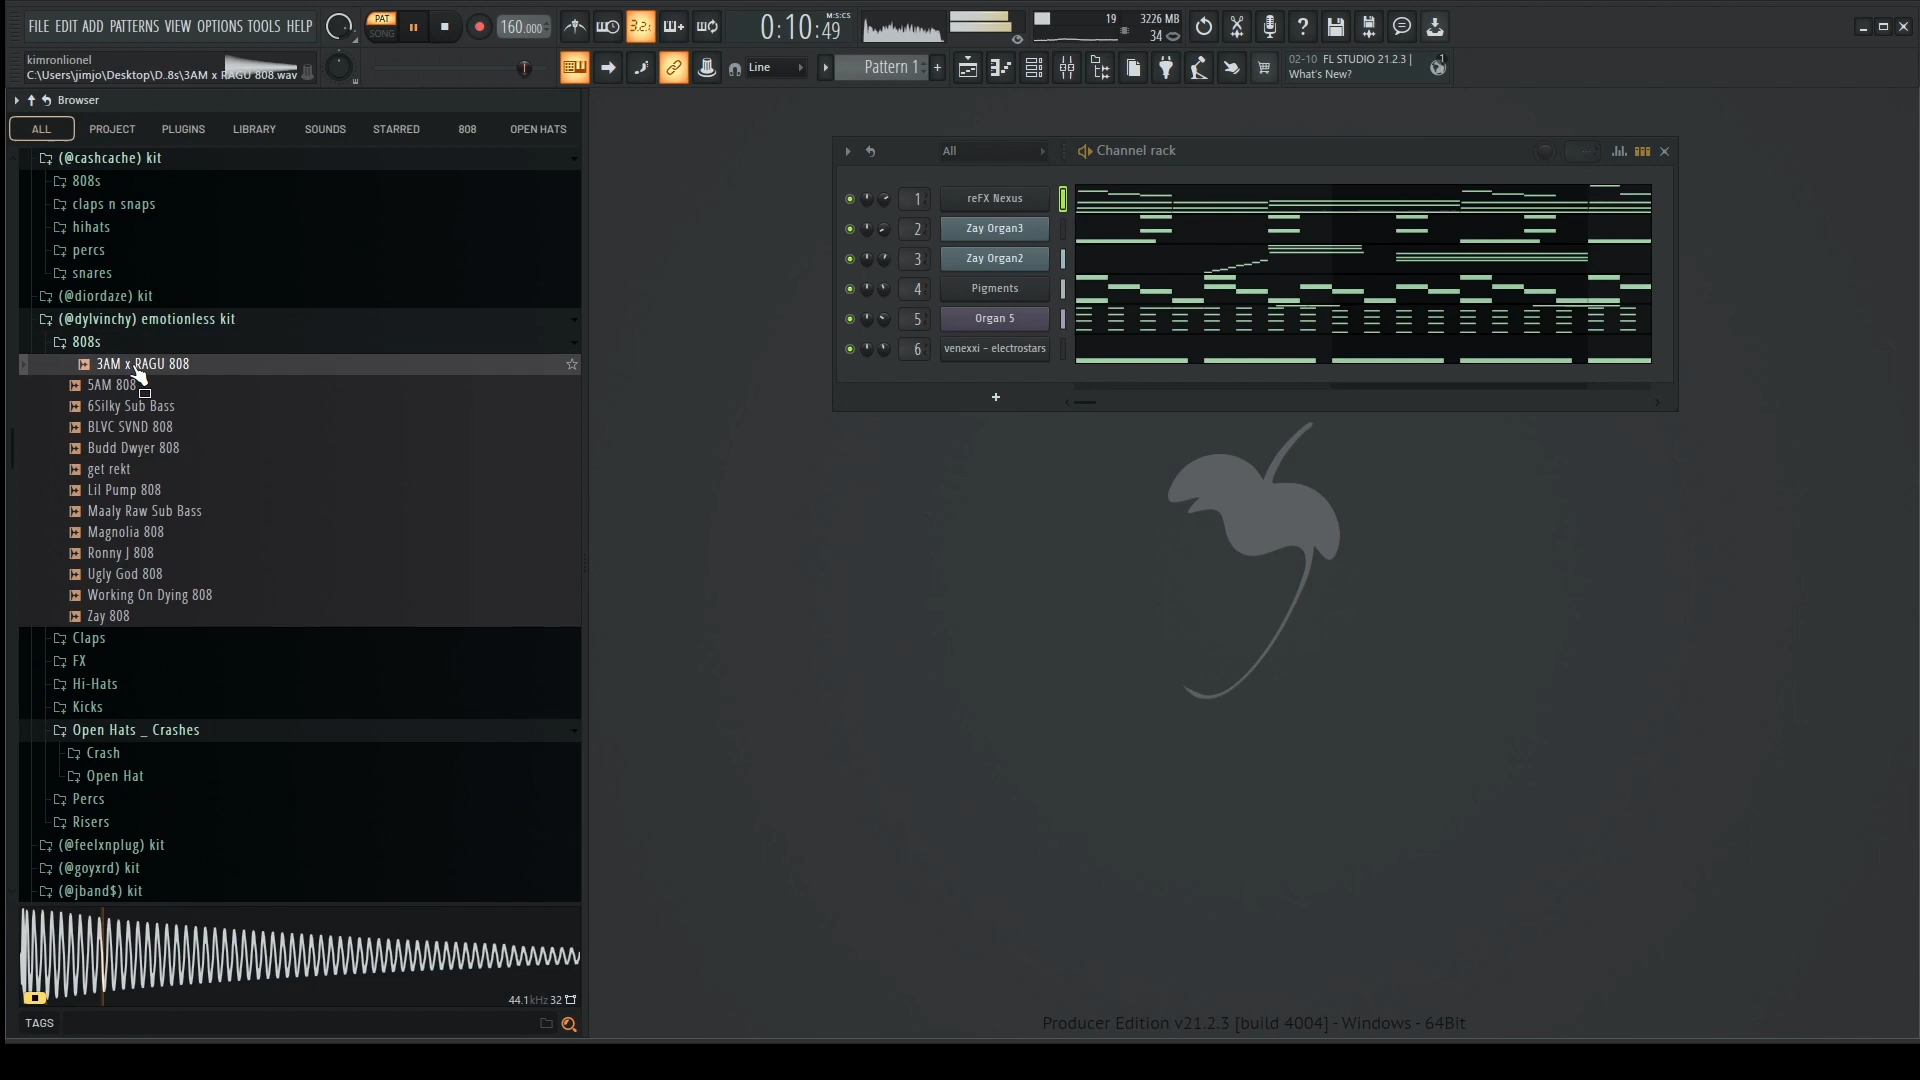 FILE EDIT ADD PATTERNS VIEW OPTIONS TOOLS HELP
PAT
SONG
160.000
3.2.1
0:10:49
M:S:CS
19
3226 MB
34
kimronlionel
C:\Users\jimjo\Desktop\D..8s\3AM x RAGU 808.wav
Line
Pattern 1
+
02-10 FL STUDIO 21.2.3 |
What's New?
Browser
ALL
PROJECT
PLUGINS
LIBRARY
SOUNDS
STARRED
808
OPEN HATS
(@cashcache) kit
808s
claps n snaps
hihats
percs
snares
(@diordaze) kit
(@dylvinchy) emotionless kit
808s
3AM x RAGU 808
5AM 808
6Silky Sub Bass
BLVC SVND 808
Budd Dwyer 808
get rekt
Lil Pump 808
Maaly Raw Sub Bass
Magnolia 808
Ronny J 808
Ugly God 808
Working On Dying 808
Zay 808
Claps
FX
Hi-Hats
Kicks
Open Hats _ Crashes
Crash
Open Hat
Percs
Risers
(@feelxnplug) kit
(@goyxrd) kit
(@jband$) kit
44.1kHz 32
TAGS
All
Channel rack
1 reFX Nexus
2 Zay Organ3
3 Zay Organ2
4 Pigments
5 Organ 5
6 venexxi - electrostars
+
Producer Edition v21.2.3 [build 4004] - Windows - 64Bit